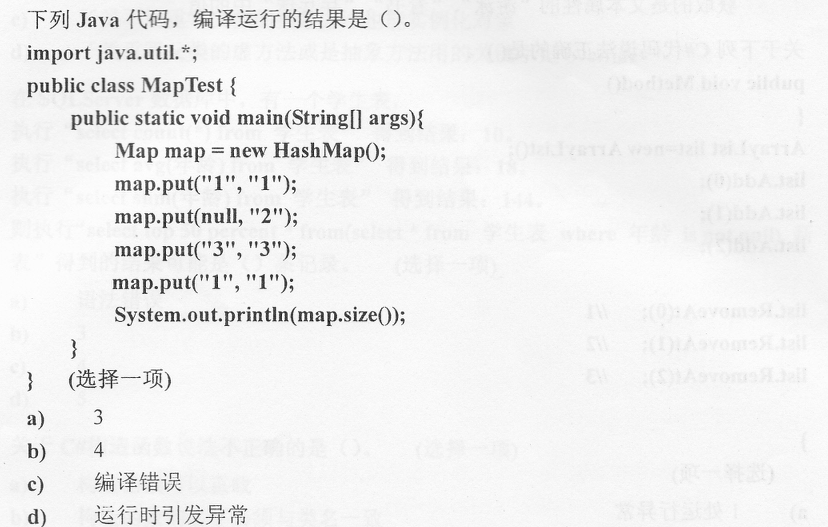 下列 Java 代码，编译运行的结果是（）。
import java.util.*;
public class MapTest {
public static void main(String[] args){
Map map = new HashMap();
map.put("1", "1");
map.put(null, "2");
map.put("3", "3");
map.put("1", "1");
System.out.println(map.size());
}
} (选择一项)
a) 3
b) 4
c) 编译错误
d) 运行时引发异常